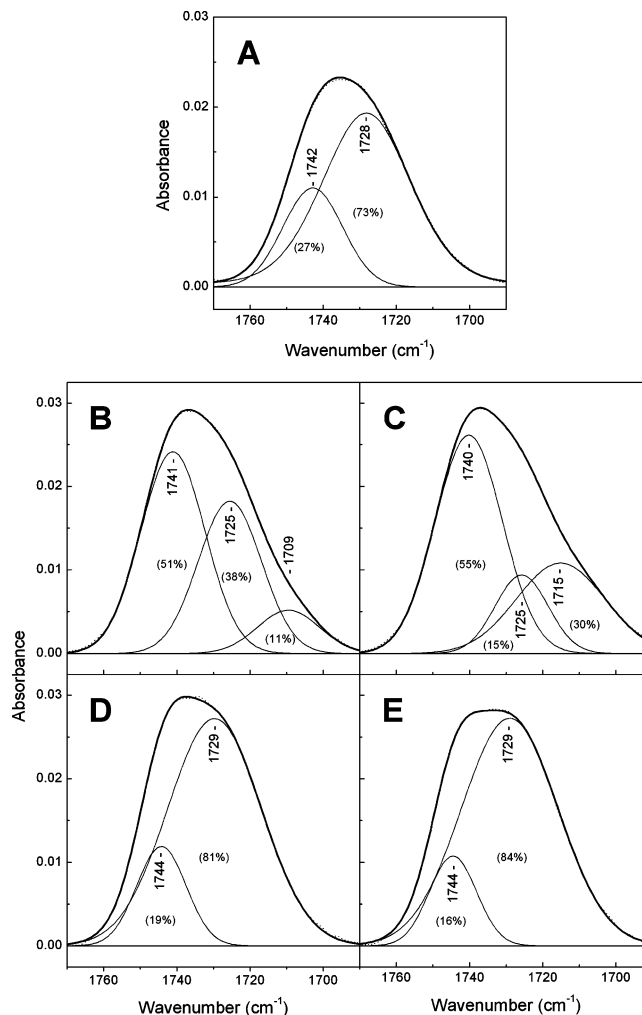 0.03
A
0.02
1742 -
1728 -
Absorbance
0.01
(73%)
(27%)
0.00
1760 1740 1720 1700
Wavenumber (cm-1)
0.03
B
C
0.02
1741 -
1725 -
- 1709
1740 -
0.01
(51%)
(38%)
(11%)
(55%)
1725 -
1715 -
(15%)
(30%)
0.00
Absorbance
0.03
D
E
1729 -
1729 -
0.02
0.01
1744 -
(81%)
1744 -
(84%)
(19%)
(16%)
0.00
1760 1740 1720 1700
1760 1740 1720 1700
Wavenumber (cm-1)
Wavenumber (cm-1)